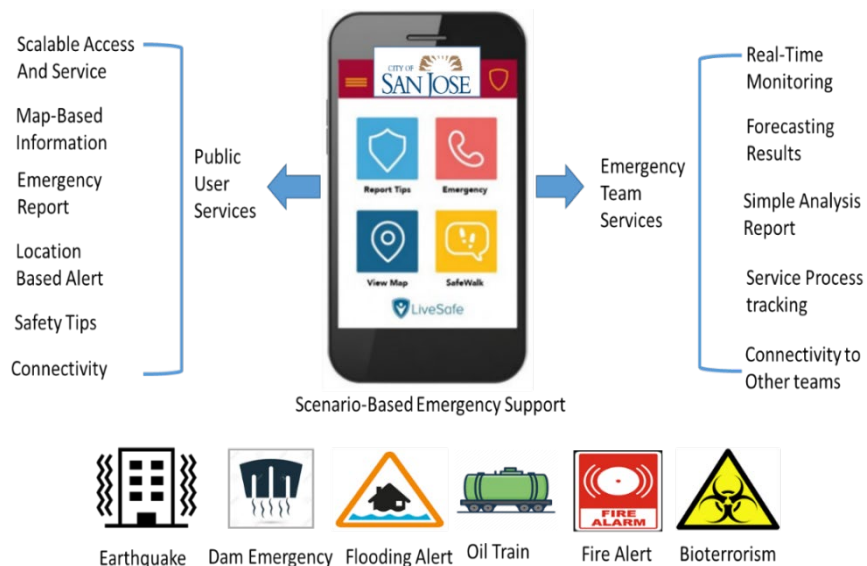 Scalable Access
And Service
Map-Based
Information
Emergency
Report
Location
Based Alert
Safety Tips
Connectivity
Public
User
Services
CITY OF
SAN JOSE
Report Tips
Emergency
View Map
SafeWalk
LiveSafe
Emergency
Team
Services
Real-Time
Monitoring
Forecasting
Results
Simple Analysis
Report
Service Process
tracking
Connectivity to
Other teams
Scenario-Based Emergency Support
FIRE
ALARM
Earthquake
Dam Emergency
Flooding Alert
Oil Train
Fire Alert
Bioterrorism